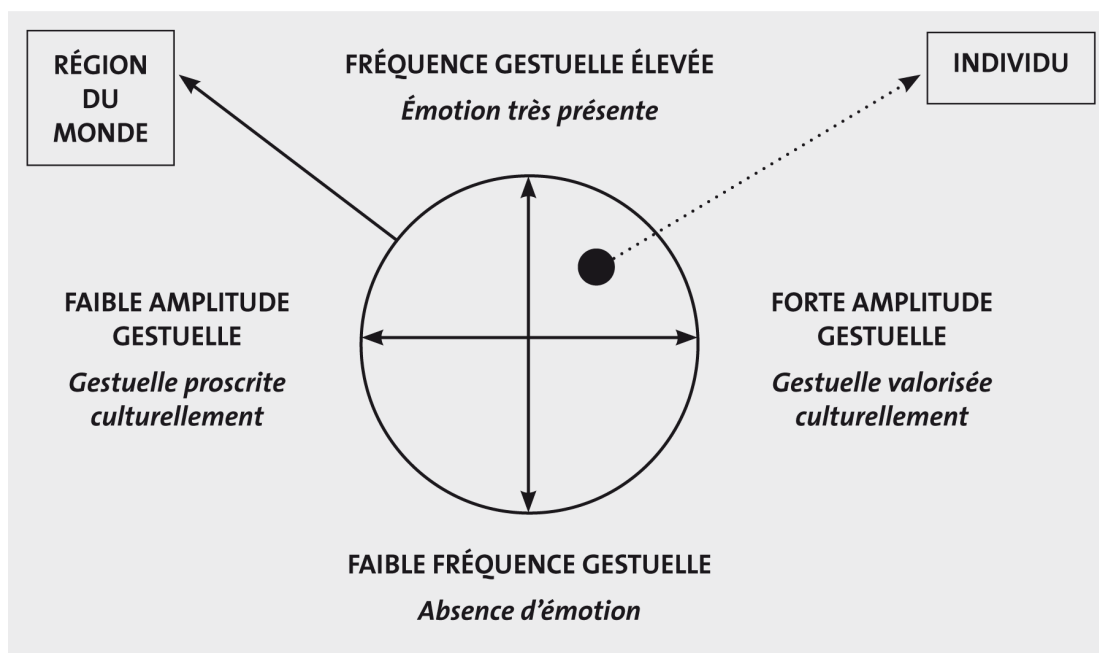 RÉGION
DU
MONDE
FRÉQUENCE GESTUELLE ÉLEVÉE
Émotion très présente
INDIVIDU
FAIBLE AMPLITUDE
GESTUELLE
Gestuelle proscrite
culturellement
FORTE AMPLITUDE
GESTUELLE
Gestuelle valorisée
culturellement
FAIBLE FRÉQUENCE GESTUELLE
Absence d’émotion